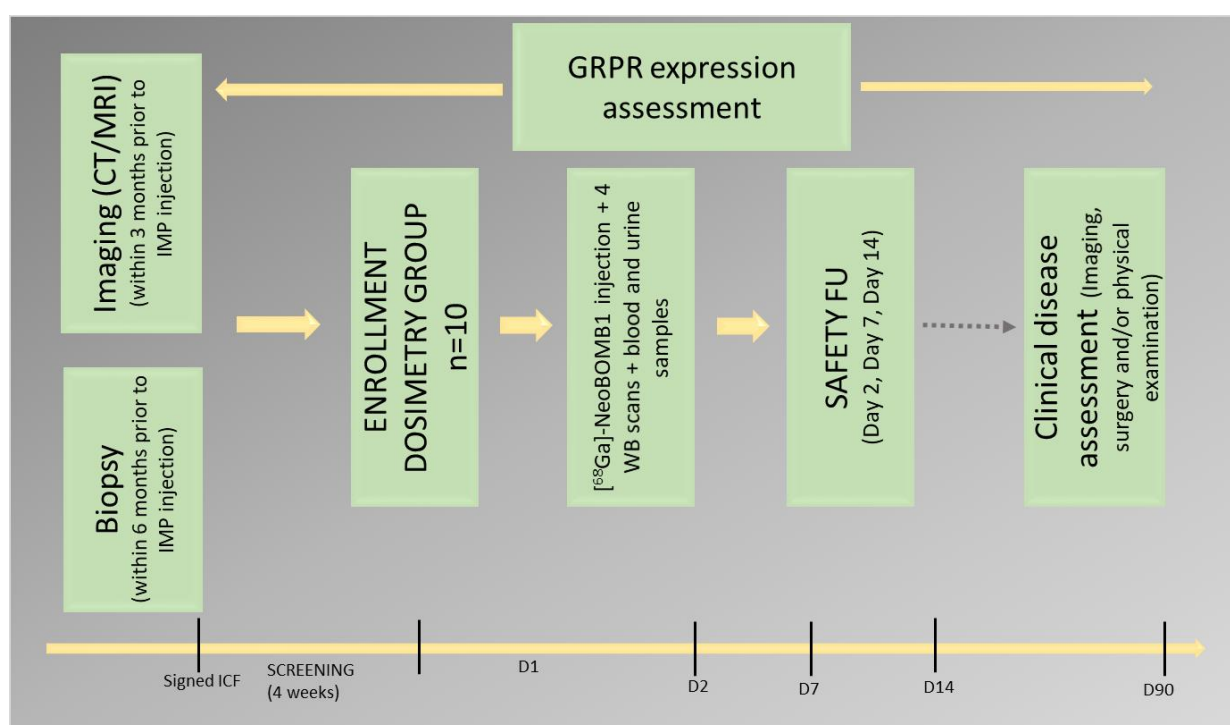 GRPR expression
assessment
Imaging (CT/MRI)
(within 3 months prior to
IMP injection)
Biopsy
(within 6 months prior to
IMP injection)
ENROLLMENT
DOSIMETRY GROUP
n=10
[⁶⁸Ga]-NeoBOMB1 injection + 4
WB scans + blood and urine
samples
SAFETY FU
(Day 2, Day 7, Day 14)
Clinical disease
assessment (Imaging,
surgery and/or physical
examination)
Signed ICF
SCREENING
(4 weeks)
D1
D2
D7
D14
D90